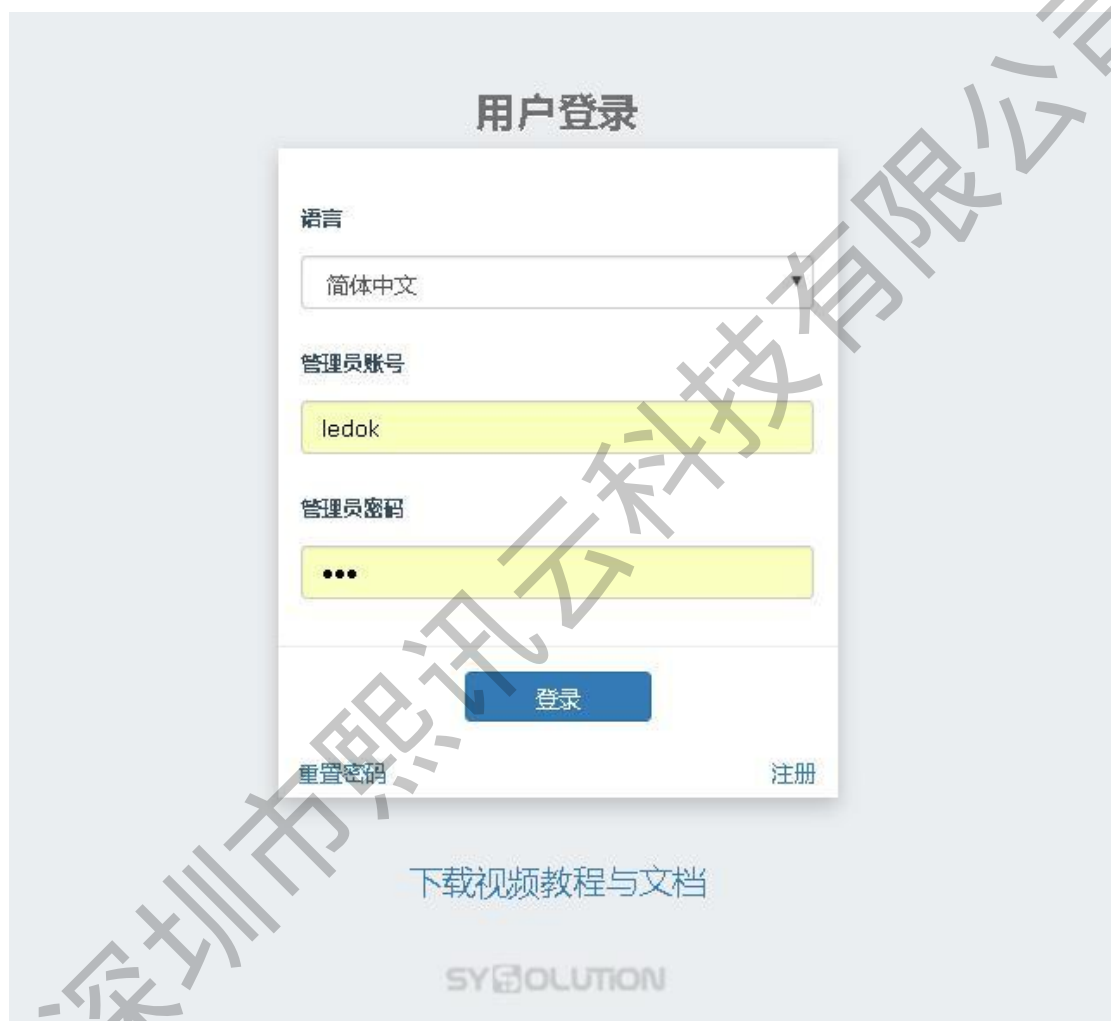 用户登录
语言
简体中文
管理员账号
ledok
管理员密码
•••
登录
重置密码 注册
下载视频教程与文档
SYSOLUTION
深圳市熙讯云科技有限公司